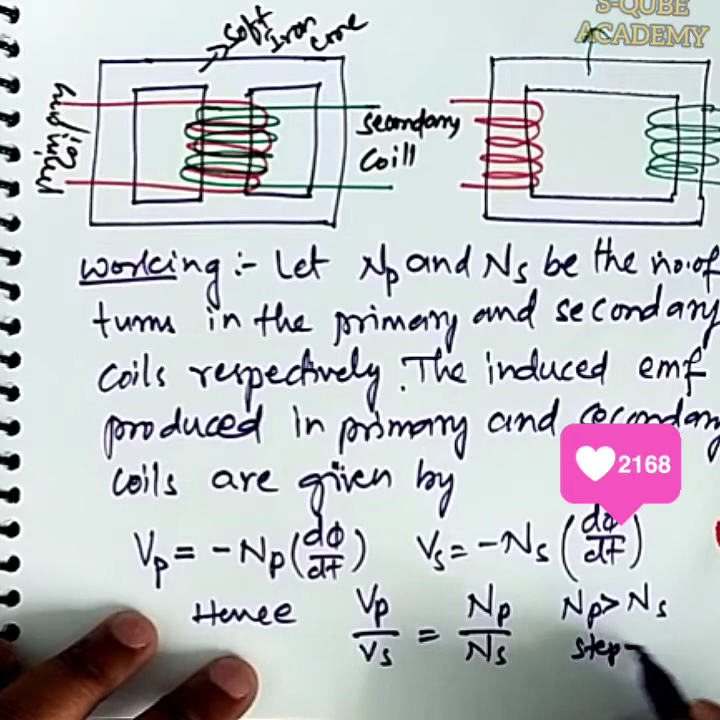 S-QUBE
ACADEMY
soft iron core
secondary
coill
working :- Let Np and Ns be the no. of
turns in the primary and secondary
coils respectively. The induced emf
produced in primary and secondary
coils are given by
2168
Vp = -Np (dϕ/dt) Vs = -Ns (dϕ/dt)
Hence Vp/Vs = Np/Ns Np > Ns
step-